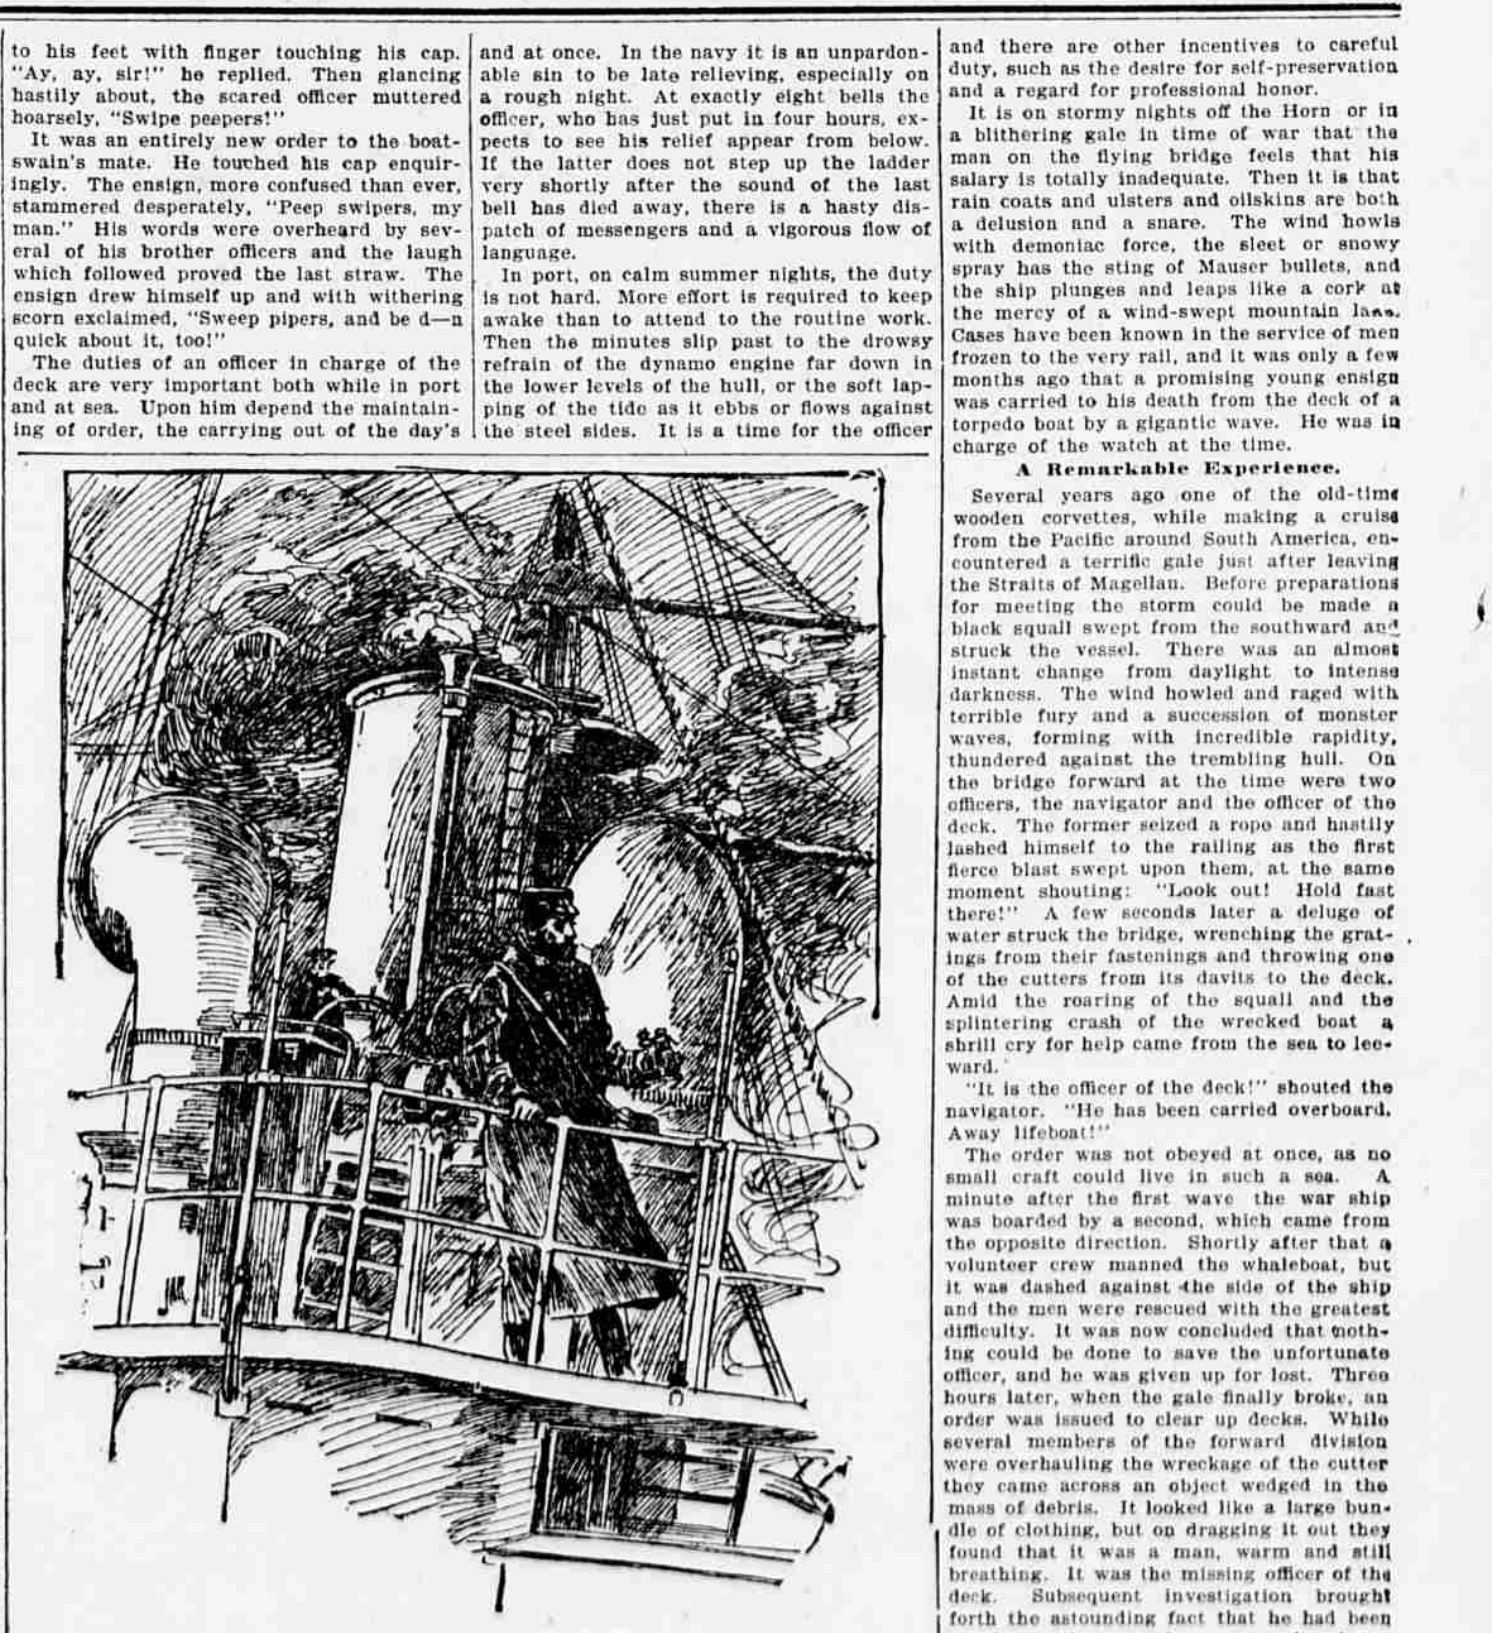 to his feet with finger touching his cap.
"Ay, ay, sir!" he replied. Then glancing
hastily about, the scared officer muttered
hoarsely, "Swipe peepers!"
It was an entirely new order to the boat-
swain's mate. He touched his cap enquir-
ingly. The ensign, more confused than ever,
stammered desperately, "Peep swipers, my
man." His words were overheard by sev-
eral of his brother officers and the laugh
which followed proved the last straw. The
ensign drew himself up and with withering
scorn exclaimed, "Sweep pipers, and be d—n
quick about it, too!"
The duties of an officer in charge of the
deck are very important both while in port
and at sea. Upon him depend the maintain-
ing of order, the carrying out of the day's
and at once. In the navy it is an unpardon-
able sin to be late relieving, especially on
a rough night. At exactly eight bells the
officer, who has just put in four hours, ex-
pects to see his relief appear from below.
If the latter does not step up the ladder
very shortly after the sound of the last
bell has died away, there is a hasty dis-
patch of messengers and a vigorous flow of
language.
In port, on calm summer nights, the duty
is not hard. More effort is required to keep
awake than to attend to the routine work.
Then the minutes slip past to the drowsy
refrain of the dynamo engine far down in
the lower levels of the hull, or the soft lap-
ping of the tide as it ebbs or flows against
the steel sides. It is a time for the officer
and there are other incentives to careful
duty, such as the desire for self-preservation
and a regard for professional honor.
It is on stormy nights off the Horn or in
a blithering gale in time of war that the
man on the flying bridge feels that his
salary is totally inadequate. Then it is that
rain coats and ulsters and oilskins are both
a delusion and a snare. The wind howls
with demoniac force, the sleet or snowy
spray has the sting of Mauser bullets, and
the ship plunges and leaps like a cork at
the mercy of a wind-swept mountain
Cases have been known in the service of men
frozen to the very rail, and it was only a few
months ago that a promising young ensign
was carried to his death from the deck of a
torpedo boat by a gigantic wave. He was in
charge of the watch at the time.
A Remarkable Experience.
Several years ago one of the old-time
wooden corvettes, while making a cruise
from the Pacific around South America, en-
countered a terrific gale just after leaving
the Straits of Magellan. Before preparations
for meeting the storm could be made a
black squall swept from the southward and
struck the vessel. There was an almost
instant change from daylight to intense
darkness. The wind howled and raged with
terrible fury and a succession of monster
waves, forming with incredible rapidity,
thundered against the trembling hull. On
the bridge forward at the time were two
officers, the navigator and the officer of the
deck. The former seized a rope and hastily
lashed himself to the railing as the first
fierce blast swept upon them, at the same
moment shouting: "Look out! Hold fast
there!" A few seconds later a deluge of
water struck the bridge, wrenching the grat-
ings from their fastenings and throwing one
of the cutters from its davits to the deck.
Amid the roaring of the squall and the
splintering crash of the wrecked boat a
shrill cry for help came from the sea to lee-
ward.
"It is the officer of the deck!" shouted the
navigator. "He has been carried overboard.
Away lifeboat!"
The order was not obeyed at once, as no
small craft could live in such a sea. A
minute after the first wave the war ship
was boarded by a second, which came from
the opposite direction. Shortly after that a
volunteer crew manned the whaleboat, but
it was dashed against the side of the ship
and the men were rescued with the greatest
difficulty. It was now concluded that noth-
ing could be done to save the unfortunate
officer, and he was given up for lost. Three
hours later, when the gale finally broke, an
order was issued to clear up decks. While
several members of the forward division
were overhauling the wreckage of the cutter
they came across an object wedged in the
mass of debris. It looked like a large bun-
dle of clothing, but on dragging it out they
found that it was a man, warm and still
breathing. It was the missing officer of the
deck. Subsequent investigation brought
forth the astounding fact that he had been